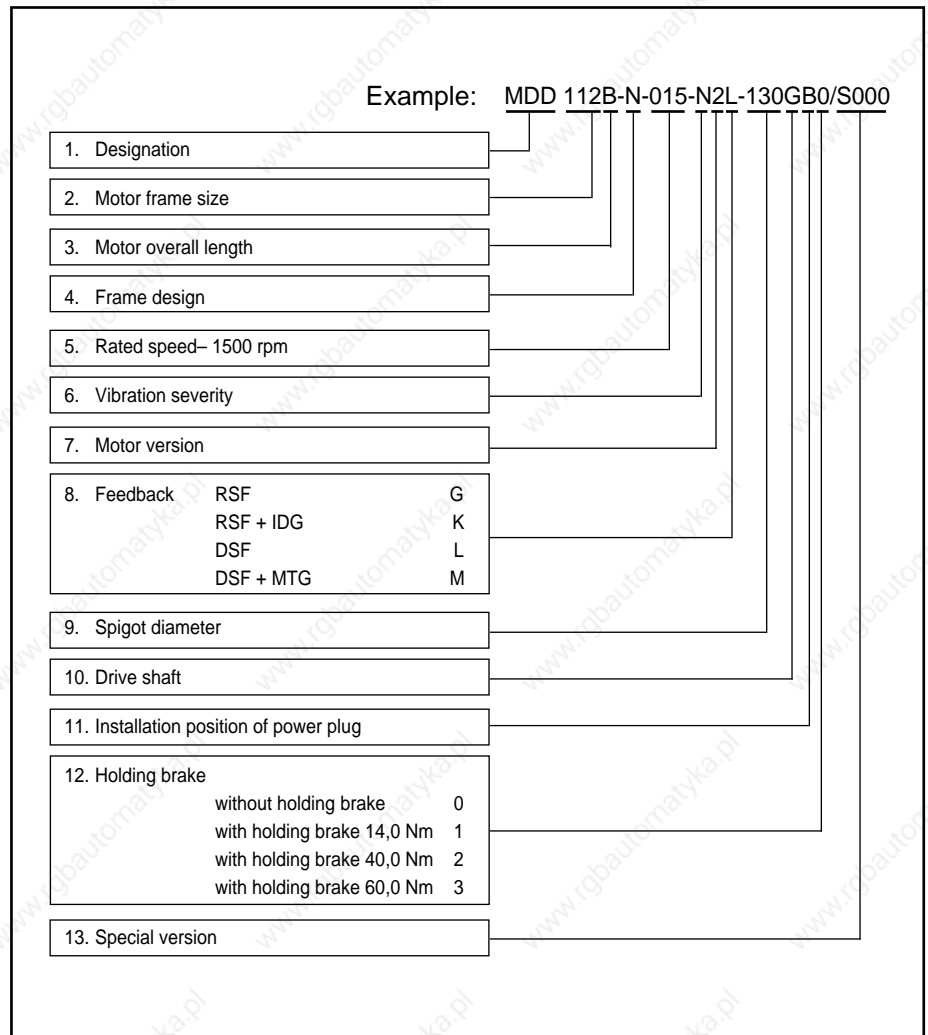 Example: MDD 112B-N-015-N2L-130GB0/S000
1. Designation
2. Motor frame size
3. Motor overall length
4. Frame design
5. Rated speed– 1500 rpm
6. Vibration severity
7. Motor version
8. Feedback RSF G
RSF + IDG K
DSF L
DSF + MTG M
9. Spigot diameter
10. Drive shaft
11. Installation position of power plug
12. Holding brake
without holding brake 0
with holding brake 14,0 Nm 1
with holding brake 40,0 Nm 2
with holding brake 60,0 Nm 3
13. Special version
www.rgbautomatyka.pl